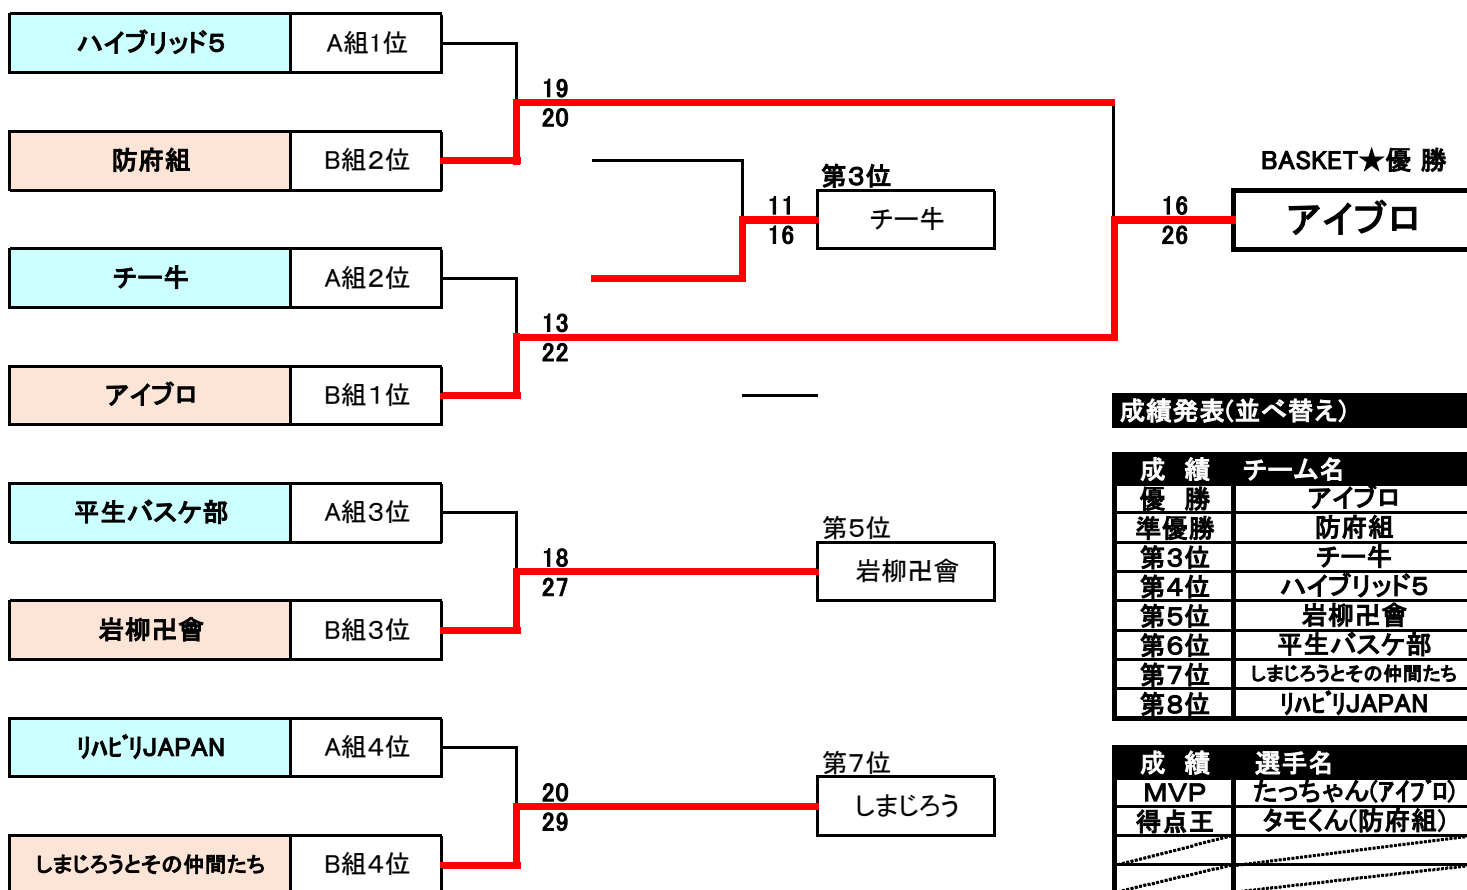 ハイブリッド5 A組1位
19
20
防府組 B組2位
BASKET★優 勝
第3位
11
16
チー牛
16
26
アイブロ
チー牛 A組2位
13
22
アイブロ B組1位
成績発表(並べ替え)
成 績 チーム名
優 勝 アイブロ
準優勝 防府組
第3位 チー牛
第4位 ハイブリッド5
第5位 岩柳卍會
第6位 平生バスケ部
第7位 しまじろうとその仲間たち
第8位 リハビリJAPAN
平生バスケ部 A組3位
第5位
18
27
岩柳卍會
岩柳卍會 B組3位
リハビリJAPAN A組4位
第7位
20
29
しまじろう
しまじろうとその仲間たち B組4位
成 績 選手名
MVP たっちゃん(アイブロ)
得点王 タモくん(防府組)